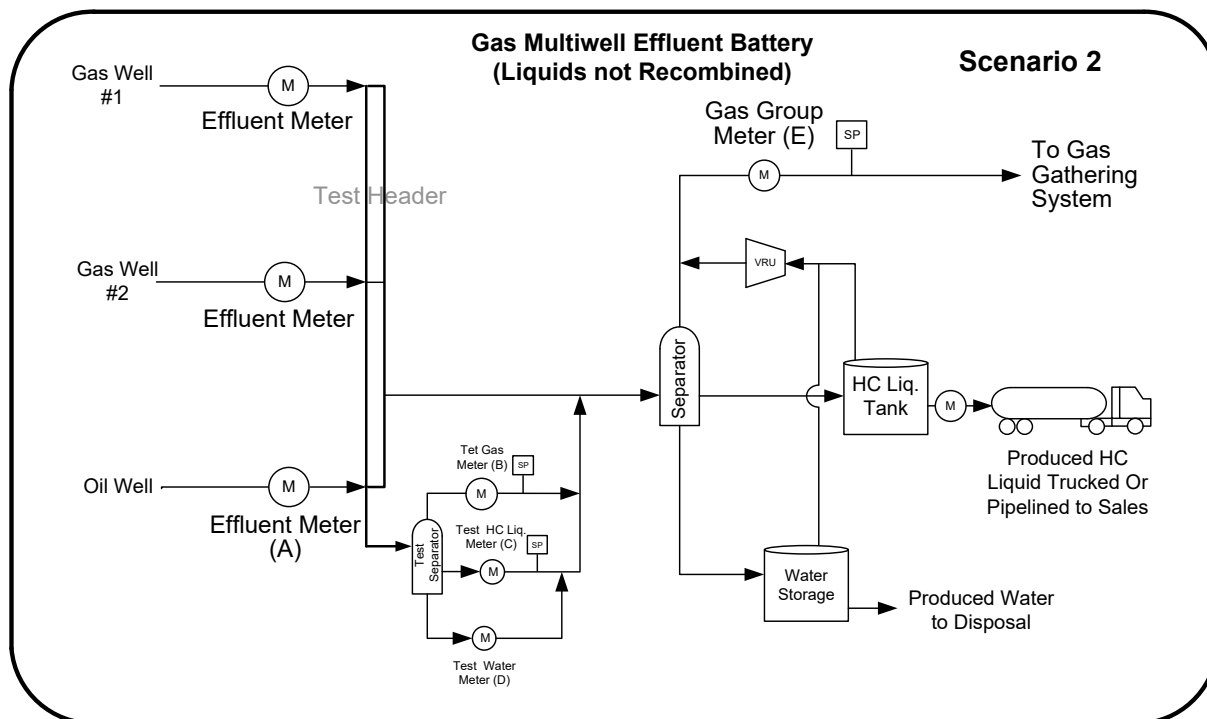 Gas Multiwell Effluent Battery
(Liquids not Recombined)
Scenario 2
Gas Well
#1
M
Effluent Meter
Test Header
Gas Well
#2
M
Effluent Meter
Oil Well
M
Effluent Meter
(A)
Gas Group
Meter (E)
SP
M
To Gas
Gathering
System
VRU
Separator
HC Liq.
Tank
M
Produced HC
Liquid Trucked Or
Pipelined to Sales
Tet Gas
Meter (B)
SP
M
Test HC Liq.
Meter (C)
SP
M
Test
Separator
M
Test Water
Meter (D)
Water
Storage
Produced Water
to Disposal